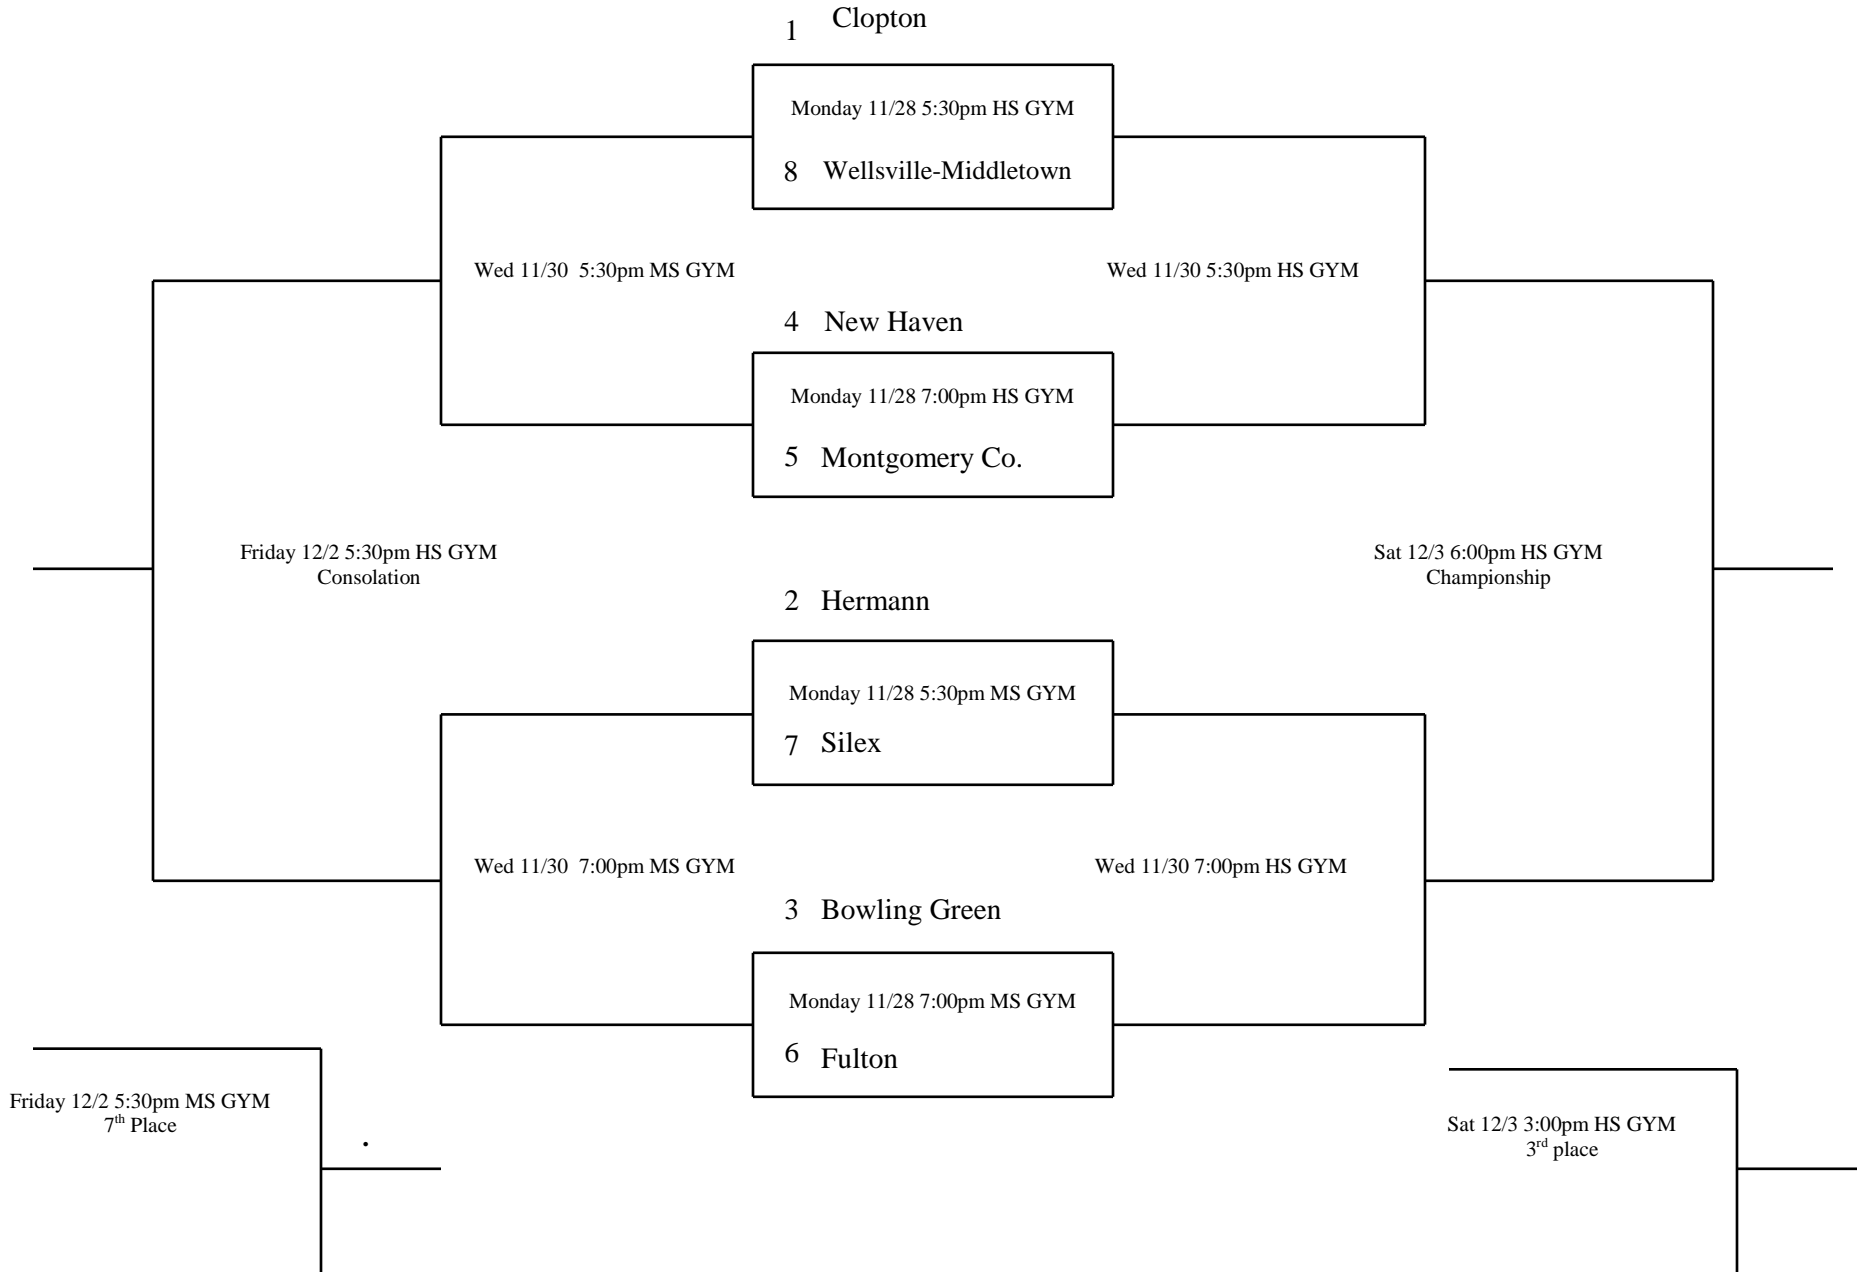 1 Clopton
Monday 11/28 5:30pm HS GYM
8 Wellsville-Middletown
Wed 11/30 5:30pm MS GYM
Wed 11/30 5:30pm HS GYM
4 New Haven
Monday 11/28 7:00pm HS GYM
5 Montgomery Co.
Friday 12/2 5:30pm HS GYM
Consolation
Sat 12/3 6:00pm HS GYM
Championship
2 Hermann
Monday 11/28 5:30pm MS GYM
7 Silex
Wed 11/30 7:00pm MS GYM
Wed 11/30 7:00pm HS GYM
3 Bowling Green
Monday 11/28 7:00pm MS GYM
6 Fulton
Friday 12/2 5:30pm MS GYM
7th Place
.
Sat 12/3 3:00pm HS GYM
3rd place